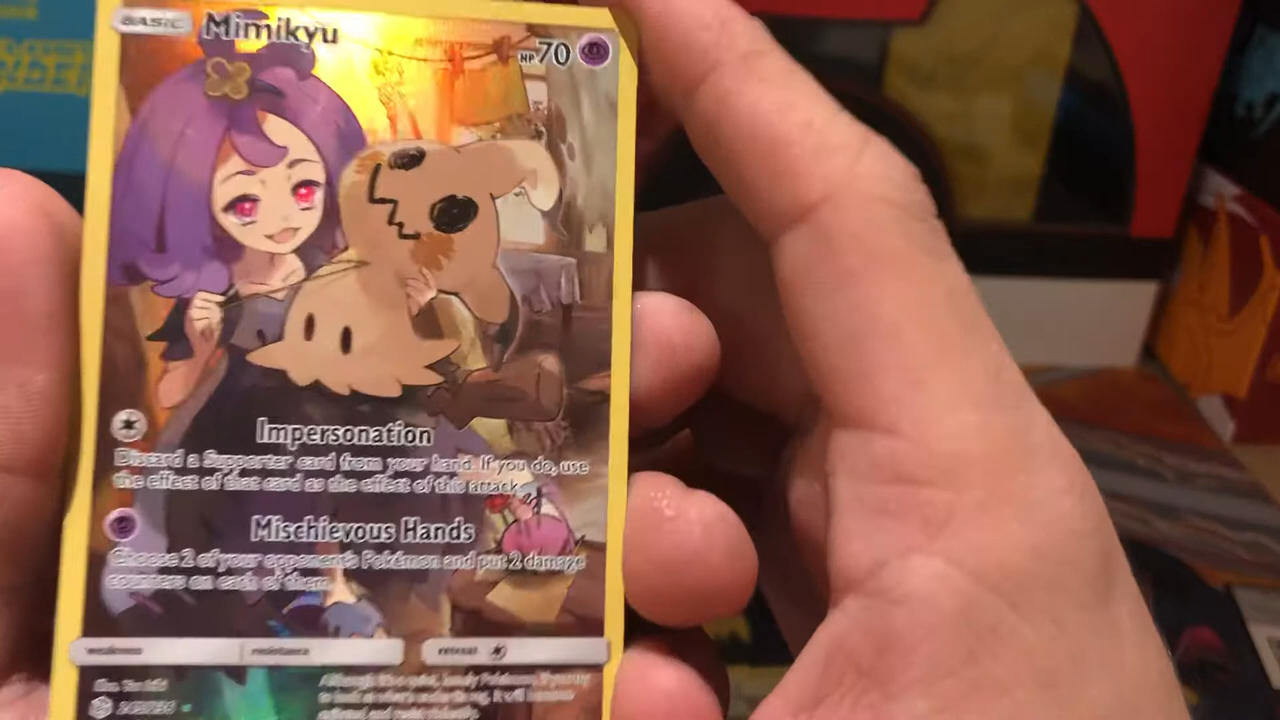 BASIC Mimikyu HP 70
Impersonation
Discard a Supporter card from your hand. If you do, use
the effect of that card as the effect of this attack.
Mischievous Hands
Choose 2 of your opponent's Pokémon and put 2 damage
counters on each of them.
weakness resistance retreat